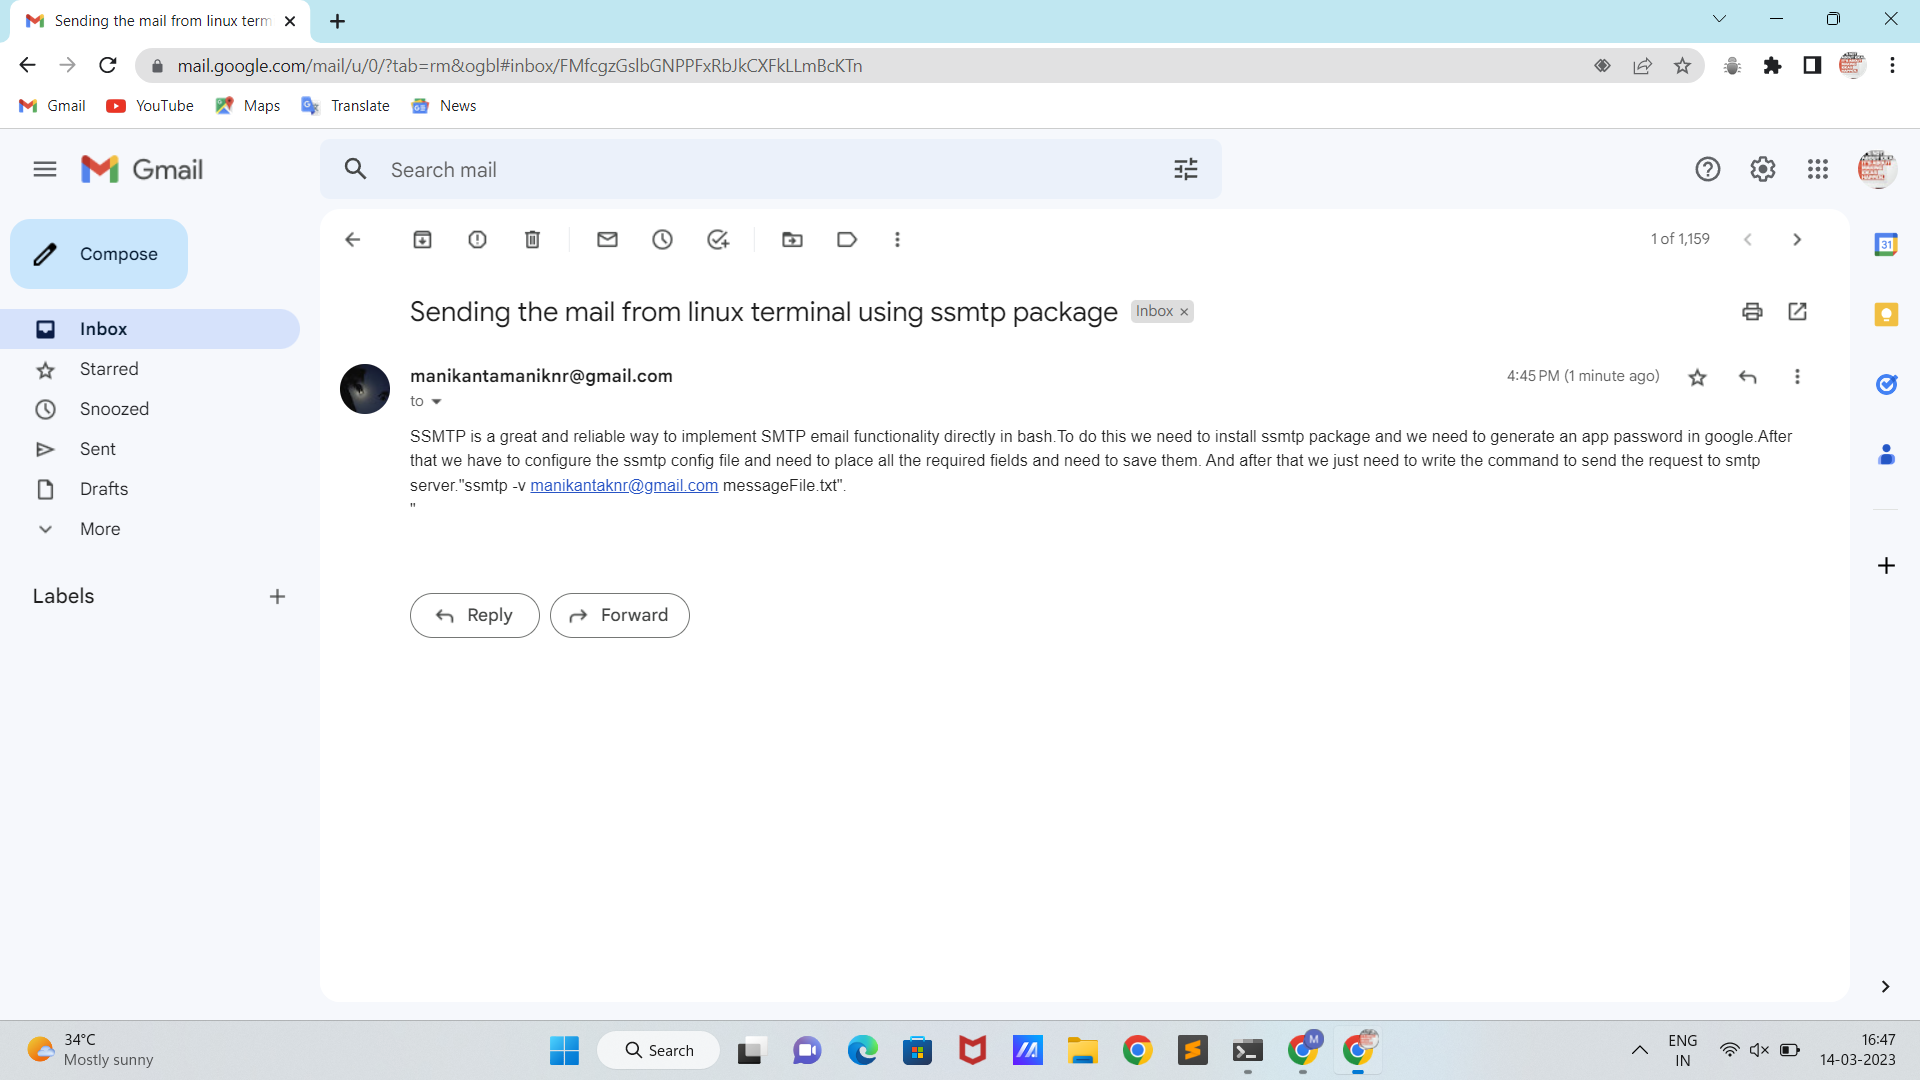 Sending the mail from linux term
mail.google.com/mail/u/0/?tab=rm&ogbl#inbox/FMfcgzGslbGNPPFxRbJkCXFkLLmBcKTn
Gmail YouTube Maps Translate News
Gmail
Search mail
Compose
1 of 1,159
Inbox
Starred
Snoozed
Sent
Drafts
More
Labels
Sending the mail from linux terminal using ssmtp package Inbox ×
manikantamaniknr@gmail.com
4:45 PM (1 minute ago)
to
SSMTP is a great and reliable way to implement SMTP email functionality directly in bash.To do this we need to install ssmtp package and we need to generate an app password in google.After
that we have to configure the ssmtp config file and need to place all the required fields and need to save them. And after that we just need to write the command to send the request to smtp
server."ssmtp -v manikantaknr@gmail.com messageFile.txt".
"
Reply Forward
31
34°C
Mostly sunny
Search
M
ENG
IN
16:47
14-03-2023